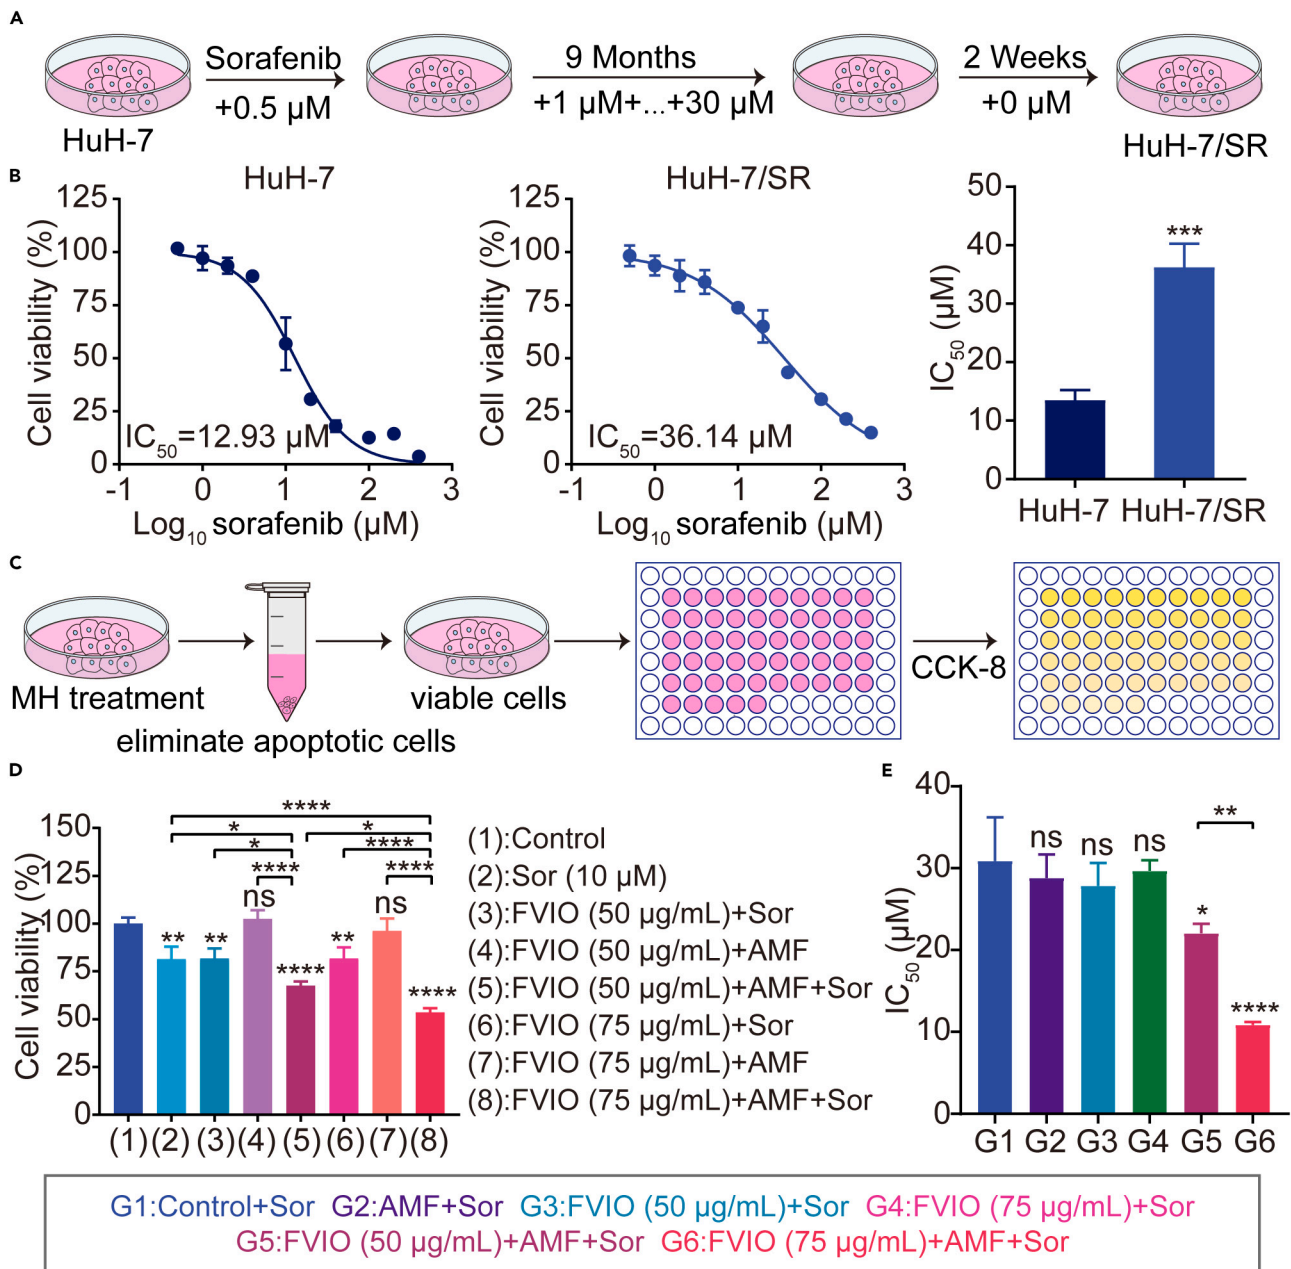 A
Sorafenib
+0.5 µM
9 Months
+1 µM+...+30 µM
2 Weeks
+0 µM
HuH-7
HuH-7/SR
B
HuH-7
Cell viability (%)
125
100
75
50
25
0
IC50=12.93 µM
-1 0 1 2 3
Log10 sorafenib (µM)
HuH-7/SR
Cell viability (%)
125
100
75
50
25
0
IC50=36.14 µM
-1 0 1 2 3
Log10 sorafenib (µM)
IC50 (µM)
50
40
30
20
10
0
***
HuH-7 HuH-7/SR
C
MH treatment
eliminate apoptotic cells
viable cells
CCK-8
D
Cell viability (%)
150
125
100
75
50
25
0
****
* *
* ****
**** ****
ns ns
** ** **
**** ****
(1) (2) (3) (4) (5) (6) (7) (8)
(1):Control
(2):Sor (10 µM)
(3):FVIO (50 µg/mL)+Sor
(4):FVIO (50 µg/mL)+AMF
(5):FVIO (50 µg/mL)+AMF+Sor
(6):FVIO (75 µg/mL)+Sor
(7):FVIO (75 µg/mL)+AMF
(8):FVIO (75 µg/mL)+AMF+Sor
E
IC50 (µM)
40
30
20
10
0
**
ns ns ns
*
****
G1 G2 G3 G4 G5 G6
G1:Control+Sor G2:AMF+Sor G3:FVIO (50 µg/mL)+Sor G4:FVIO (75 µg/mL)+Sor
G5:FVIO (50 µg/mL)+AMF+Sor G6:FVIO (75 µg/mL)+AMF+Sor